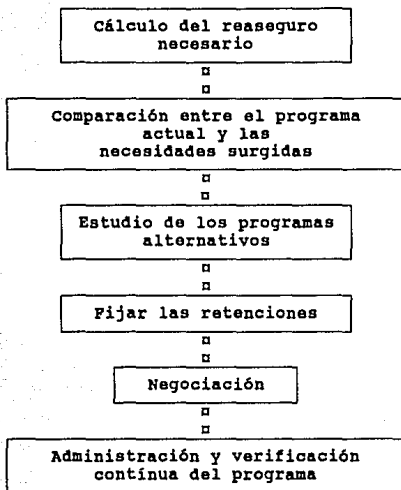 Cálculo del reaseguro
necesario
¤
¤
Comparación entre el programa
actual y las
necesidades surgidas
¤
¤
Estudio de los programas
alternativos
¤
¤
Fijar las retenciones
¤
¤
Negociación
¤
¤
Administración y verificación
contínua del programa